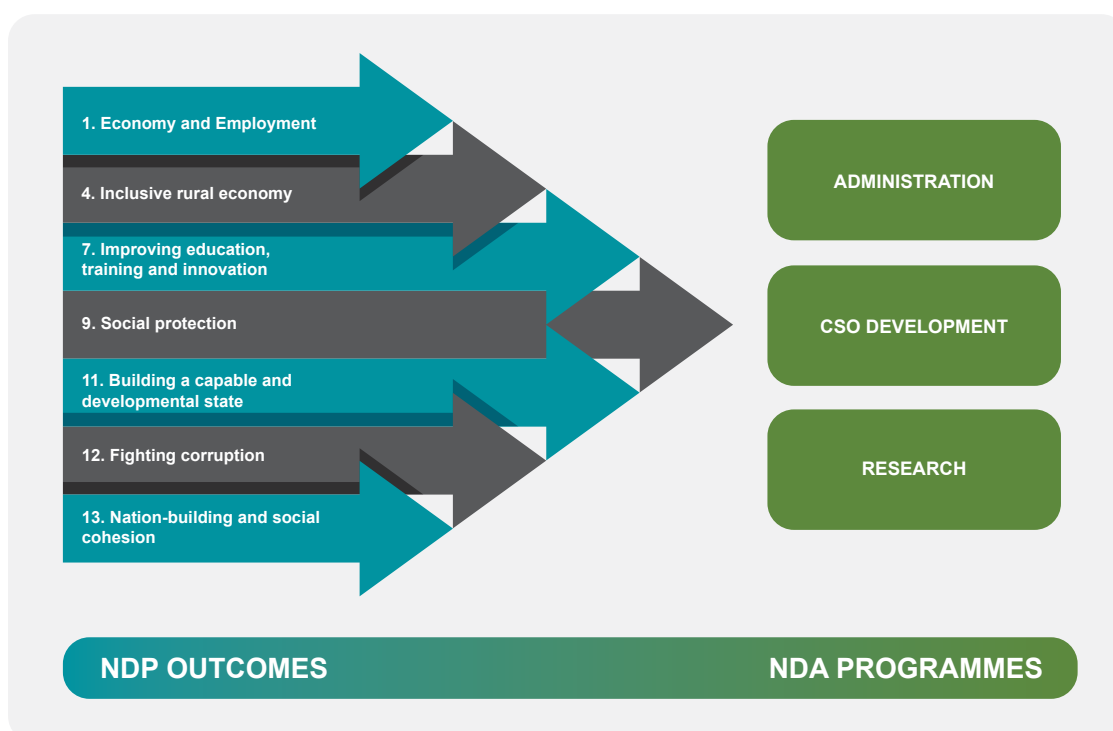 1. Economy and Employment
4. Inclusive rural economy
7. Improving education,
training and innovation
9. Social protection
11. Building a capable and
developmental state
12. Fighting corruption
13. Nation-building and social
cohesion
ADMINISTRATION
CSO DEVELOPMENT
RESEARCH
NDP OUTCOMES
NDA PROGRAMMES